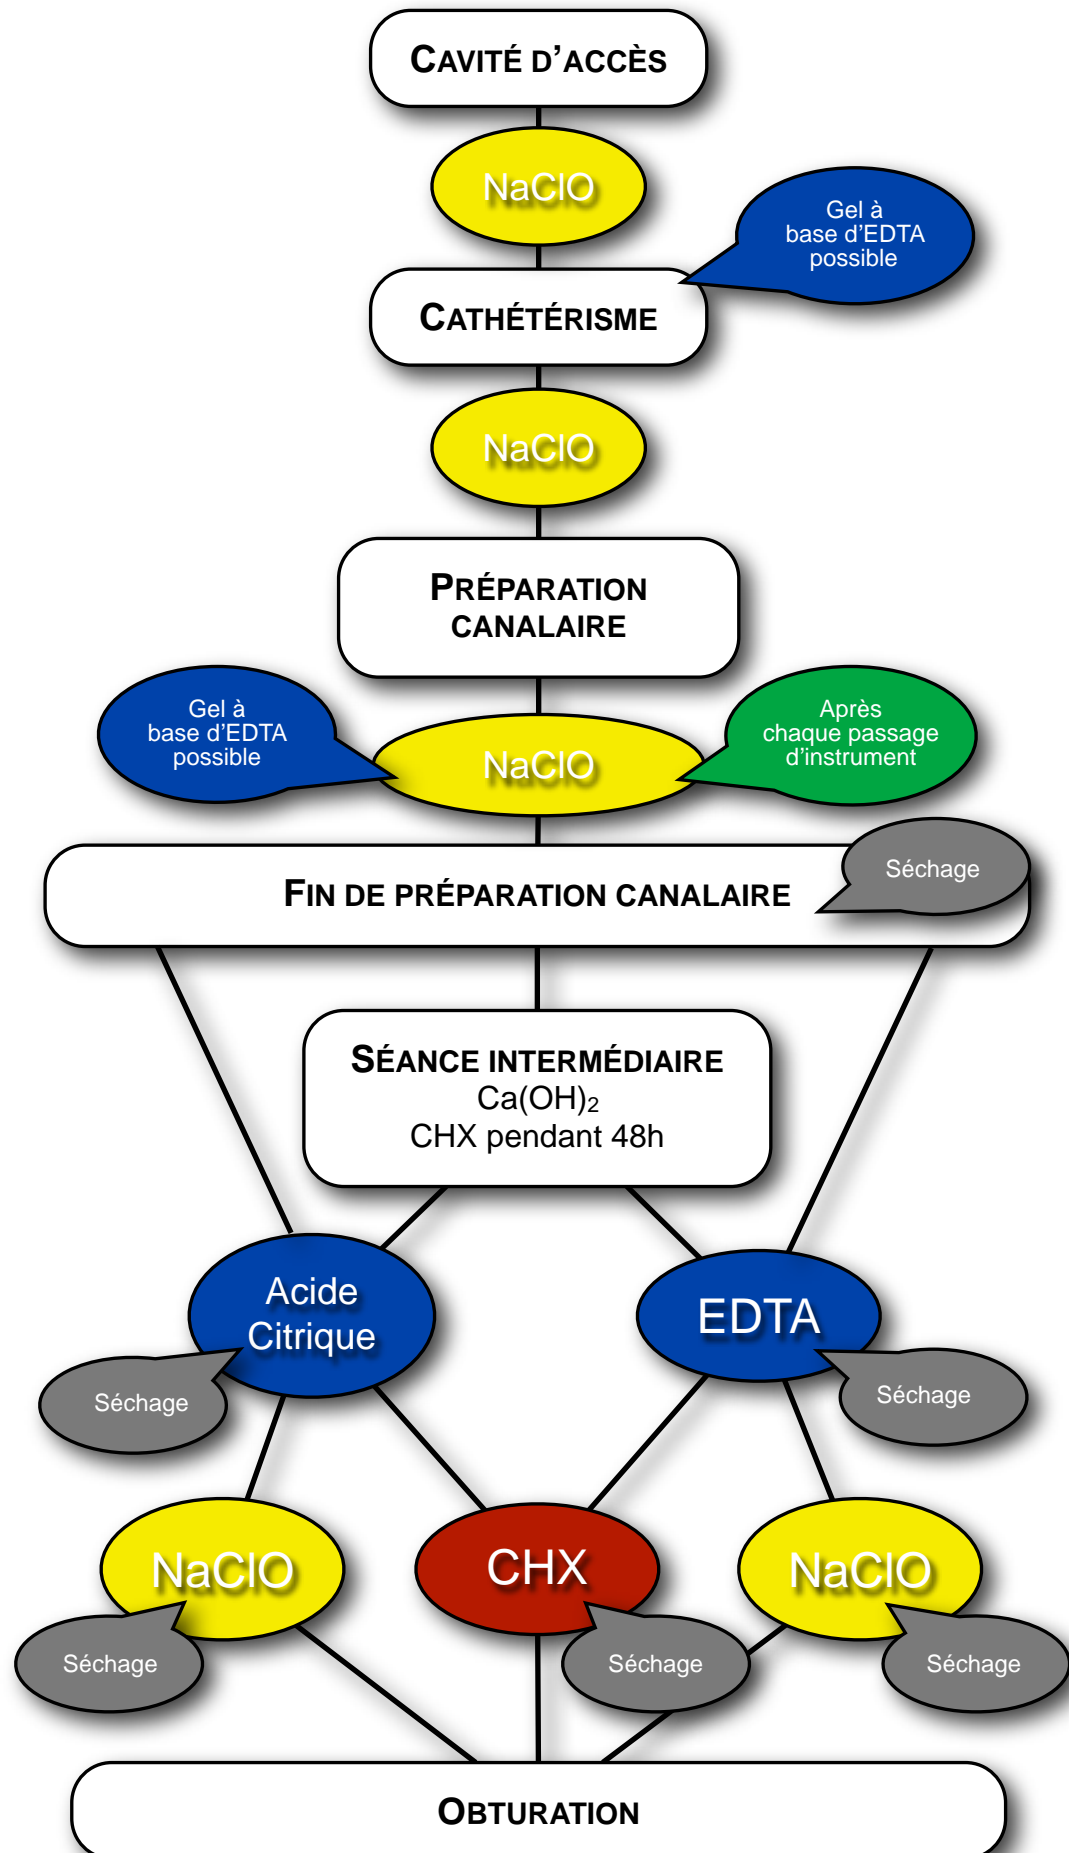 CAVITÉ D'ACCÈS
NaClO
Gel à
base d'EDTA
possible
CATHÉTÉRISME
NaClO
PRÉPARATION
CANALAIRE
Gel à
base d'EDTA
possible
NaClO
Après
chaque passage
d'instrument
Séchage
FIN DE PRÉPARATION CANALAIRE
SÉANCE INTERMÉDIAIRE
Ca(OH)₂
CHX pendant 48h
Acide
Citrique
EDTA
Séchage
Séchage
NaClO
CHX
NaClO
Séchage
Séchage
Séchage
OBTURATION